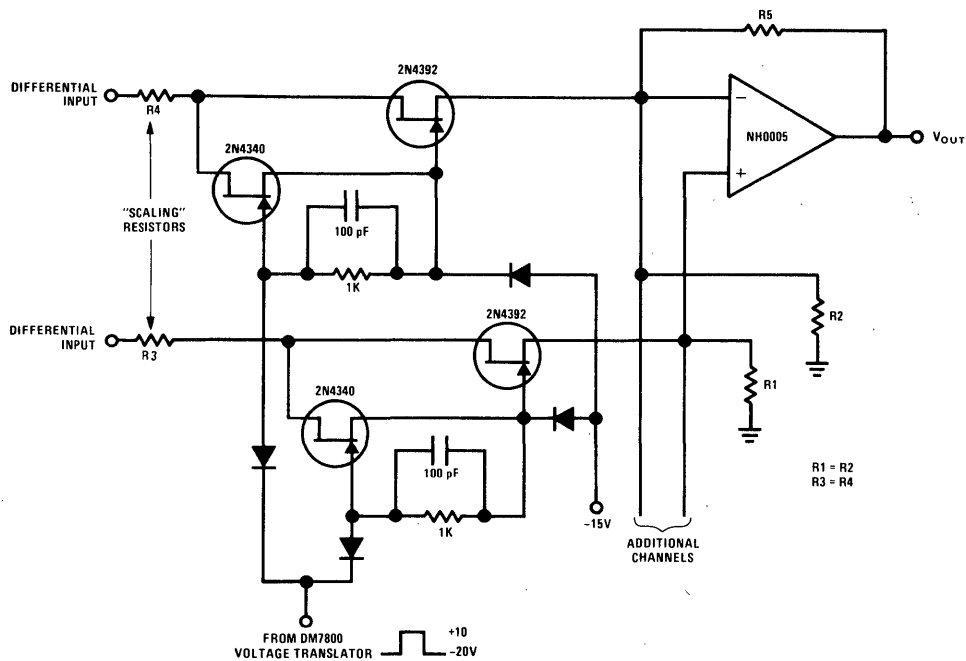 R5
DIFFERENTIAL
INPUT
R4
2N4392
−
NH0005
+
VOUT
2N4340
"SCALING"
RESISTORS
100 pF
1K
DIFFERENTIAL
INPUT
R3
2N4392
R2
2N4340
R1
100 pF
1K
R1 = R2
R3 = R4
−15V
ADDITIONAL
CHANNELS
FROM DM7800
VOLTAGE TRANSLATOR
+10
−20V